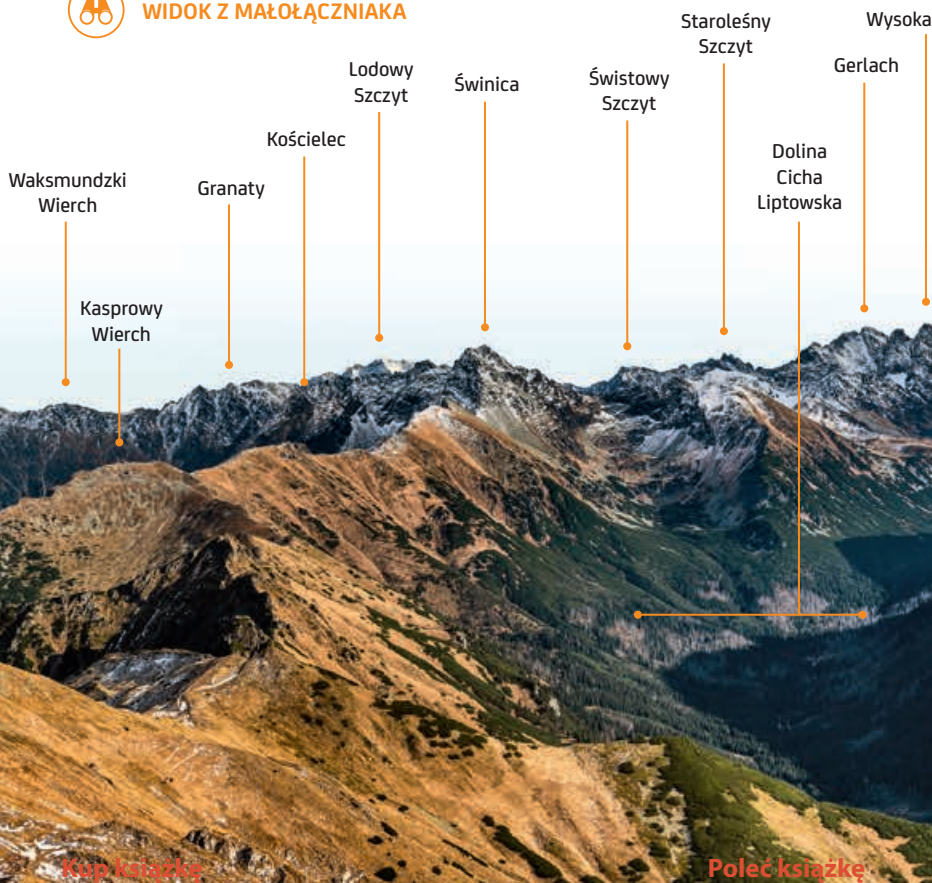 WIDOK Z MAŁOŁĄCZNIAKA
Staroleśny
Szczyt
Wysoka
Lodowy
Szczyt
Świnica
Świstowy
Szczyt
Gerlach
Kościelec
Dolina
Cicha
Liptowska
Waksmundzki
Wierch
Granaty
Kasprowy
Wierch
Kup książkę
Poleć książkę